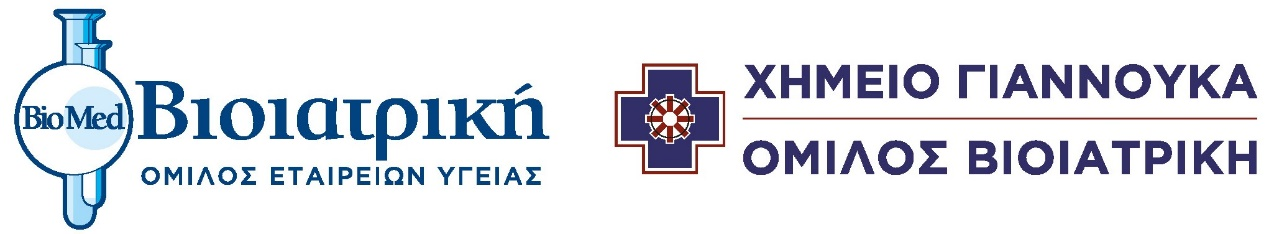 BioMed
Βιοιατρική
ΟΜΙΛΟΣ ΕΤΑΙΡΕΙΩΝ ΥΓΕΙΑΣ
ΧΗΜΕΙΟ ΓΙΑΝΝΟΥΚΑ
ΟΜΙΛΟΣ ΒΙΟΙΑΤΡΙΚΗ